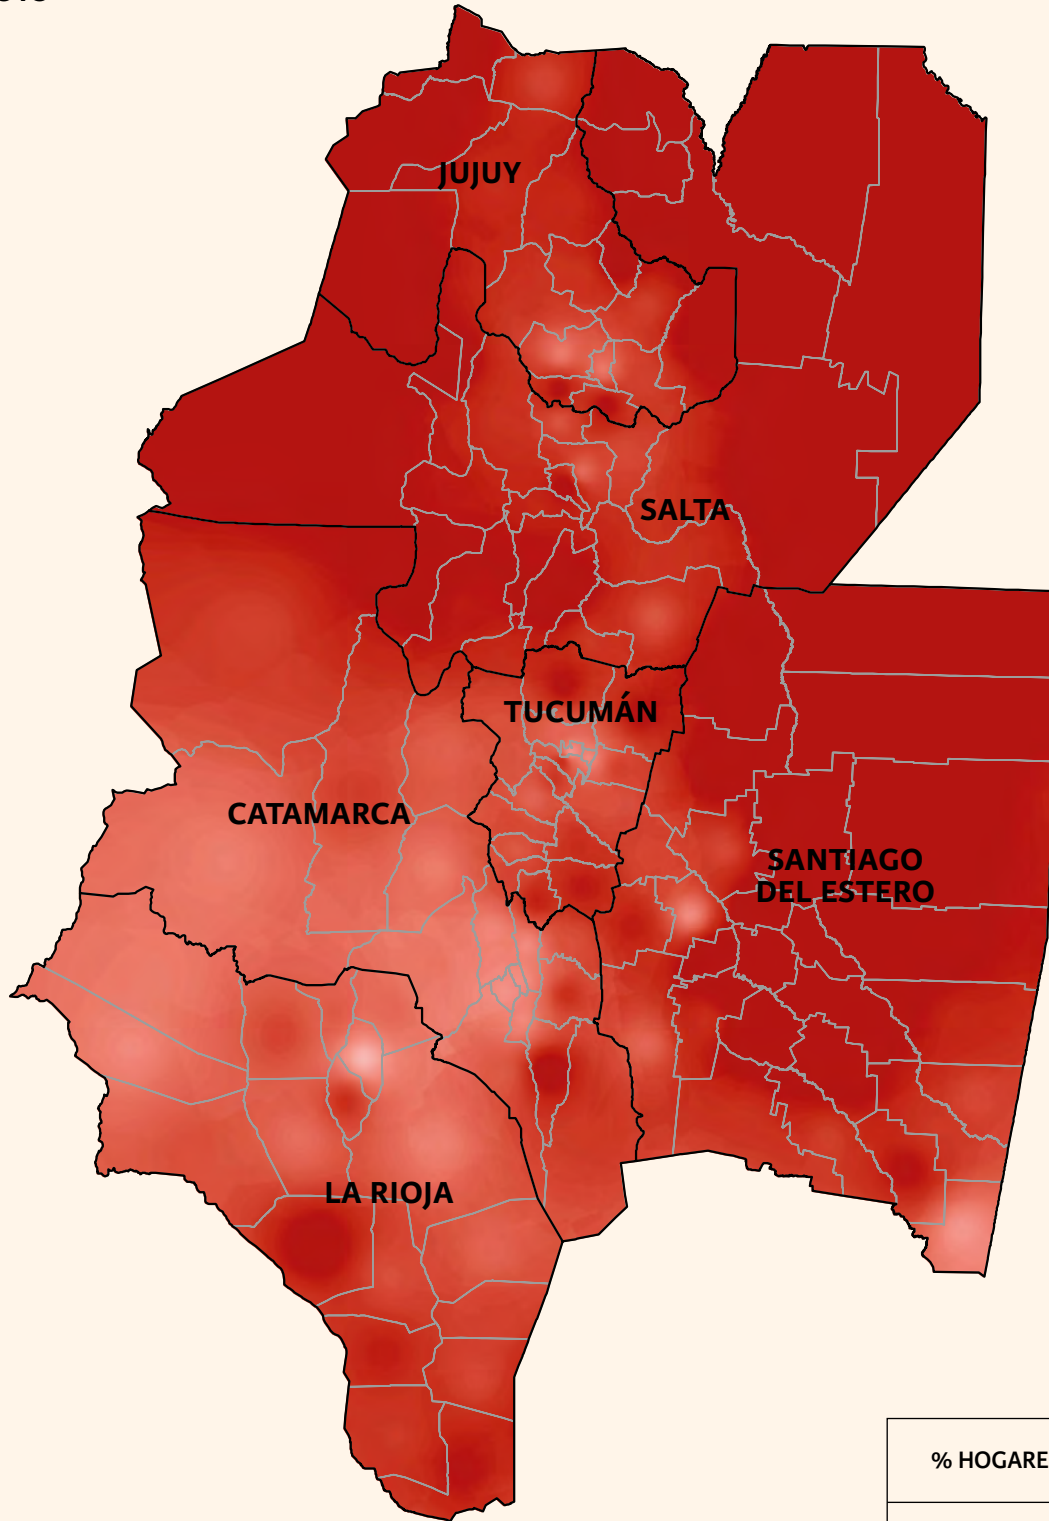 JUJUY
SALTA
TUCUMÁN
CATAMARCA
SANTIAGO
DEL ESTERO
LA RIOJA
% HOGARE